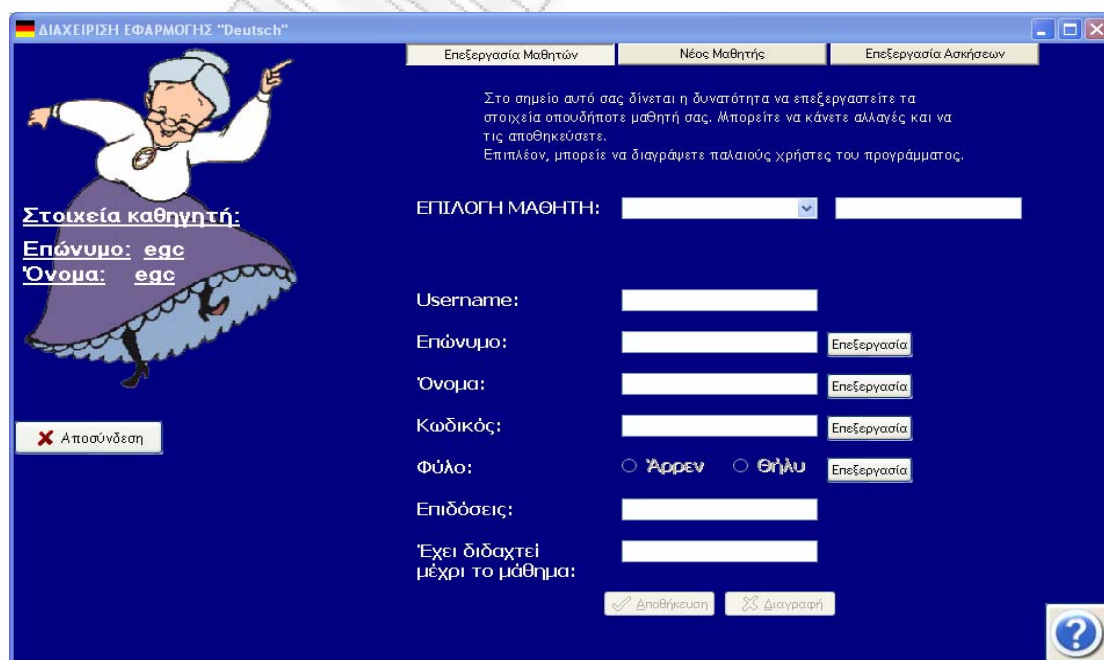 ΔΙΑΧΕΙΡΙΣΗ ΕΦΑΡΜΟΓΗΣ "Deutsch"
Επεξεργασία Μαθητών
Νέος Μαθητής
Επεξεργασία Ασκήσεων
Στο σημείο αυτό σας δίνεται η δυνατότητα να επεξεργαστείτε τα
στοιχεία οπουδήποτε μαθητή σας. Μπορείτε να κάνετε αλλαγές και να
τις αποθηκεύσετε.
Επιπλέον, μπορείε να διαγράψετε παλαιούς χρήστες του προγράμματος.
Στοιχεία καθηγητή:
Επώνυμο: egc
Όνομα: egc
Αποσύνδεση
ΕΠΙΛΟΓΗ ΜΑΘΗΤΗ:
Username:
Επώνυμο:
Επεξεργασία
Όνομα:
Επεξεργασία
Κωδικός:
Επεξεργασία
Φύλο:
Άρρεν
Θήλυ
Επεξεργασία
Επιδόσεις:
Έχει διδαχτεί
μέχρι το μάθημα:
Αποθήκευση
Διαγραφή